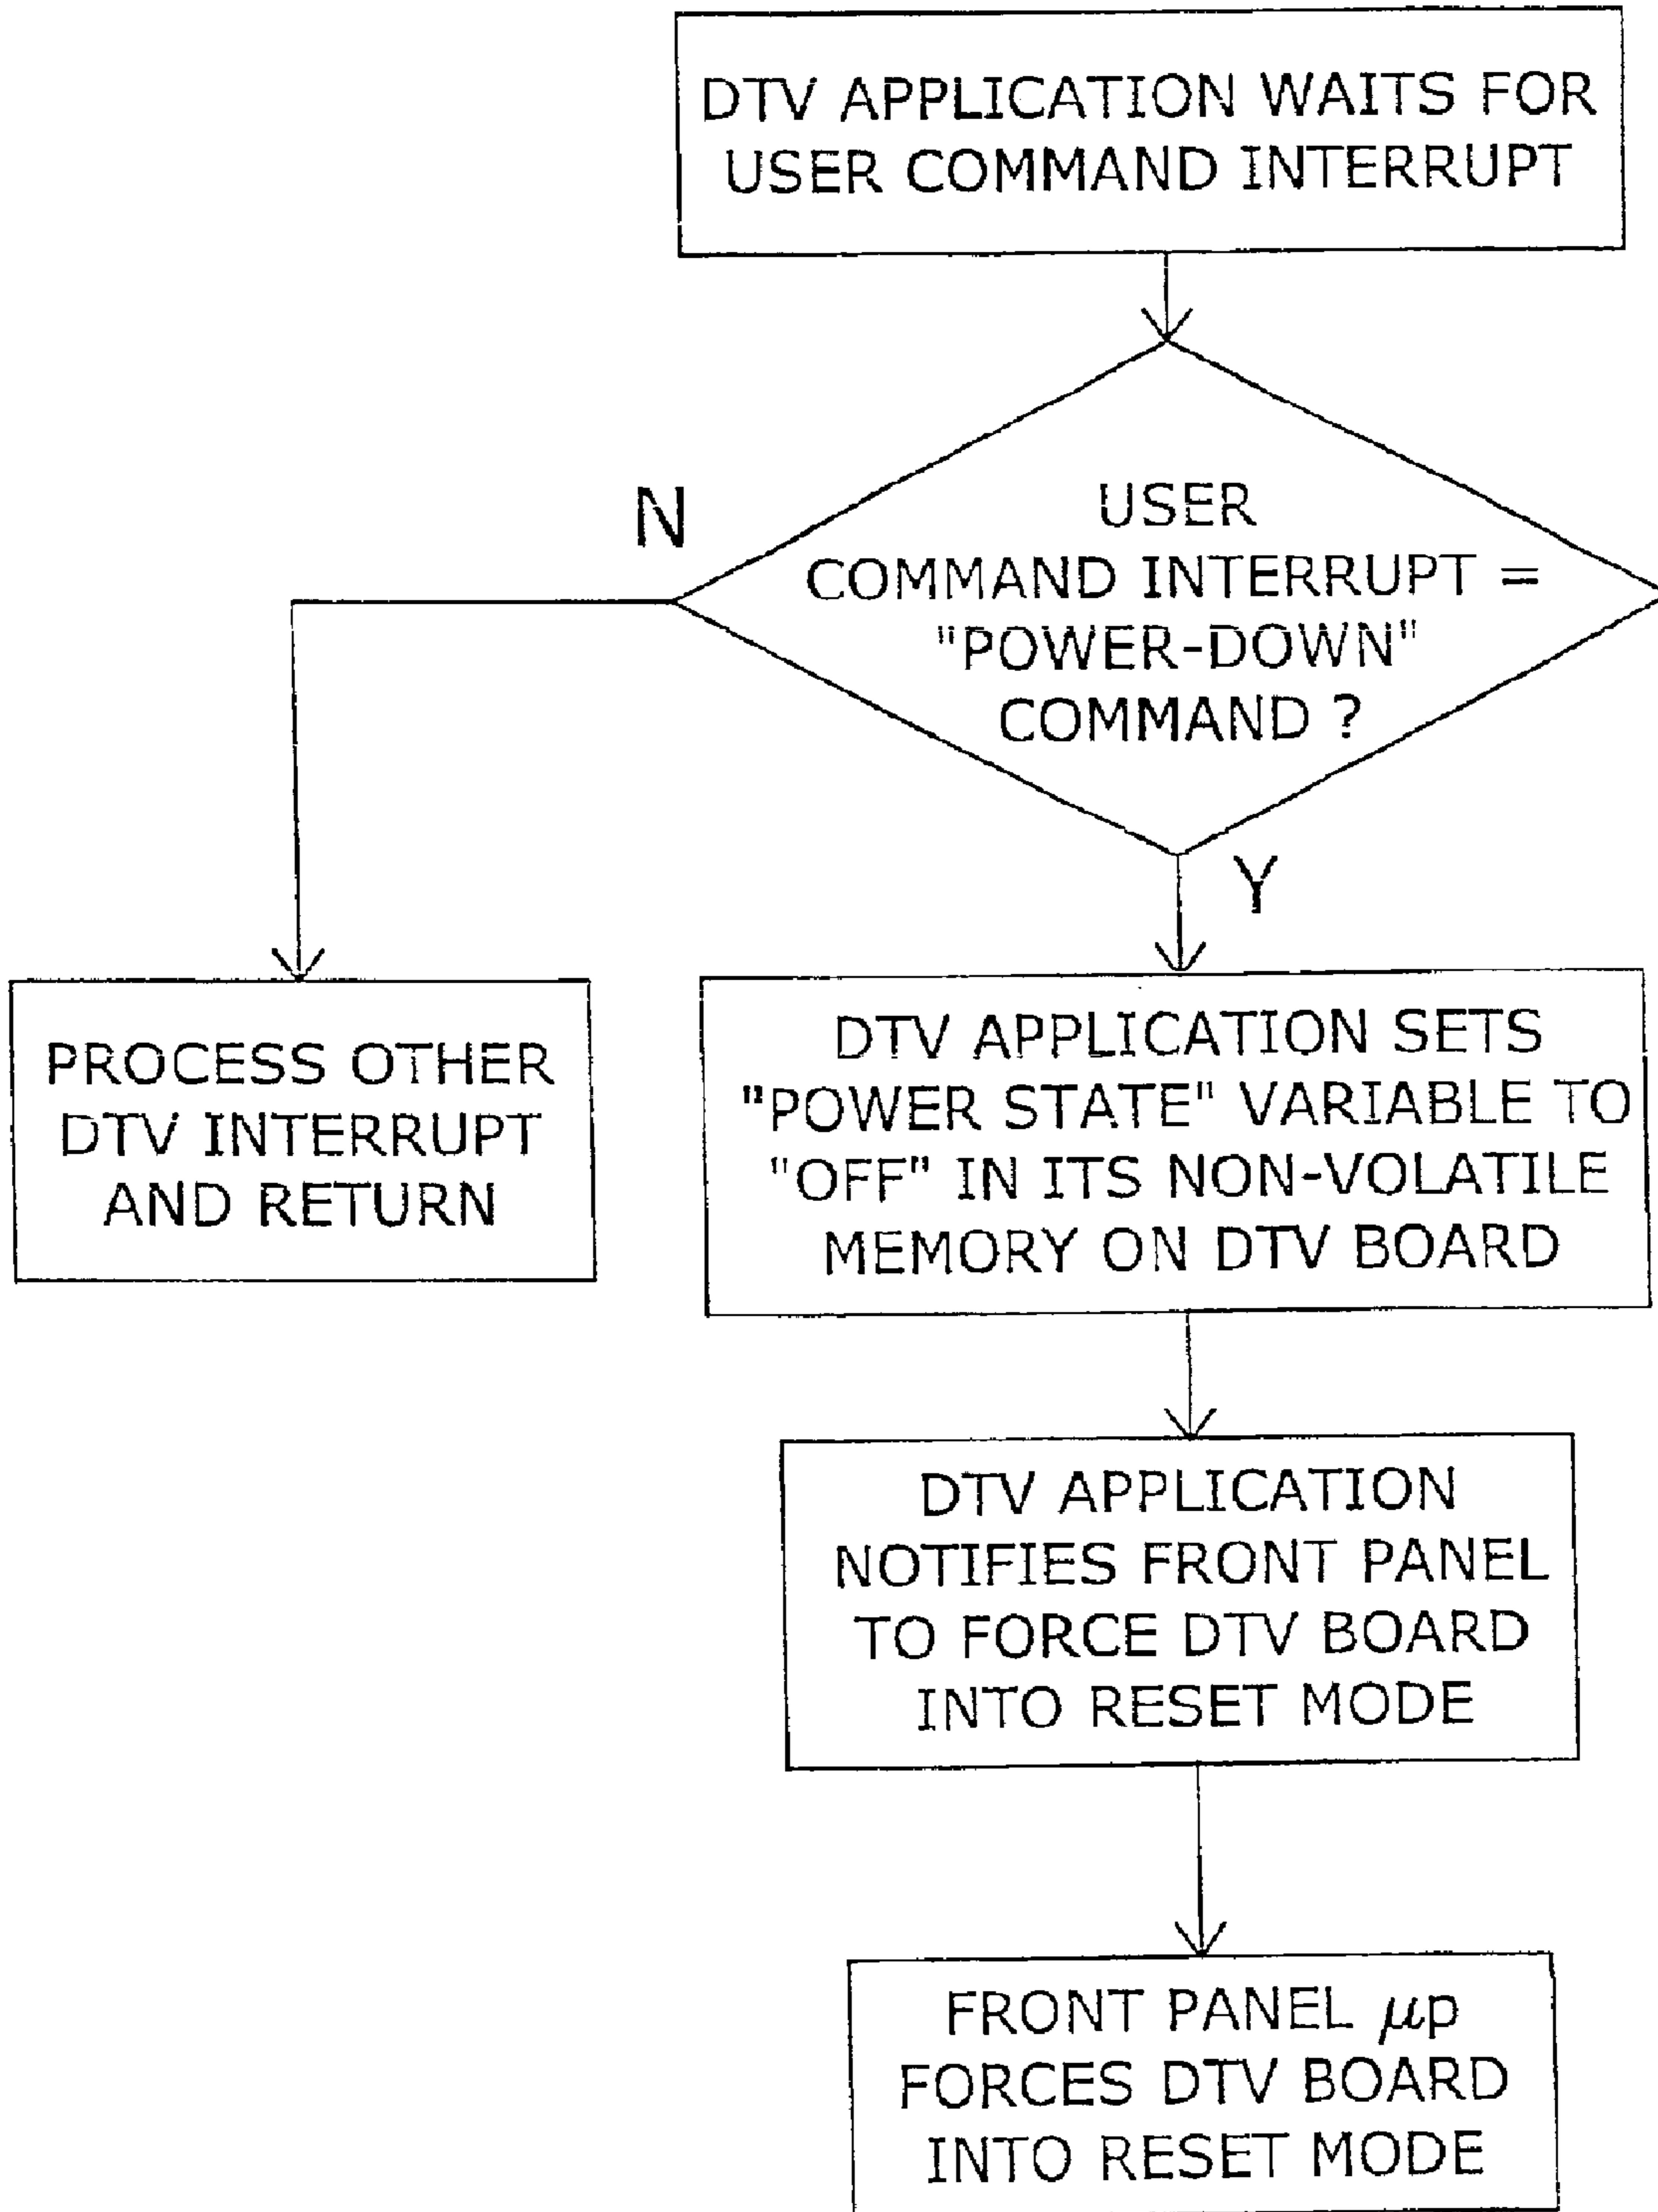 DTV APPLICATION WAITS FOR
USER COMMAND INTERRUPT
USER
COMMAND INTERRUPT =
"POWER-DOWN"
COMMAND ?
N
Y
PROCESS OTHER
DTV INTERRUPT
AND RETURN
DTV APPLICATION SETS
"POWER STATE" VARIABLE TO
"OFF" IN ITS NON-VOLATILE
MEMORY ON DTV BOARD
DTV APPLICATION
NOTIFIES FRONT PANEL
TO FORCE DTV BOARD
INTO RESET MODE
FRONT PANEL μp
FORCES DTV BOARD
INTO RESET MODE